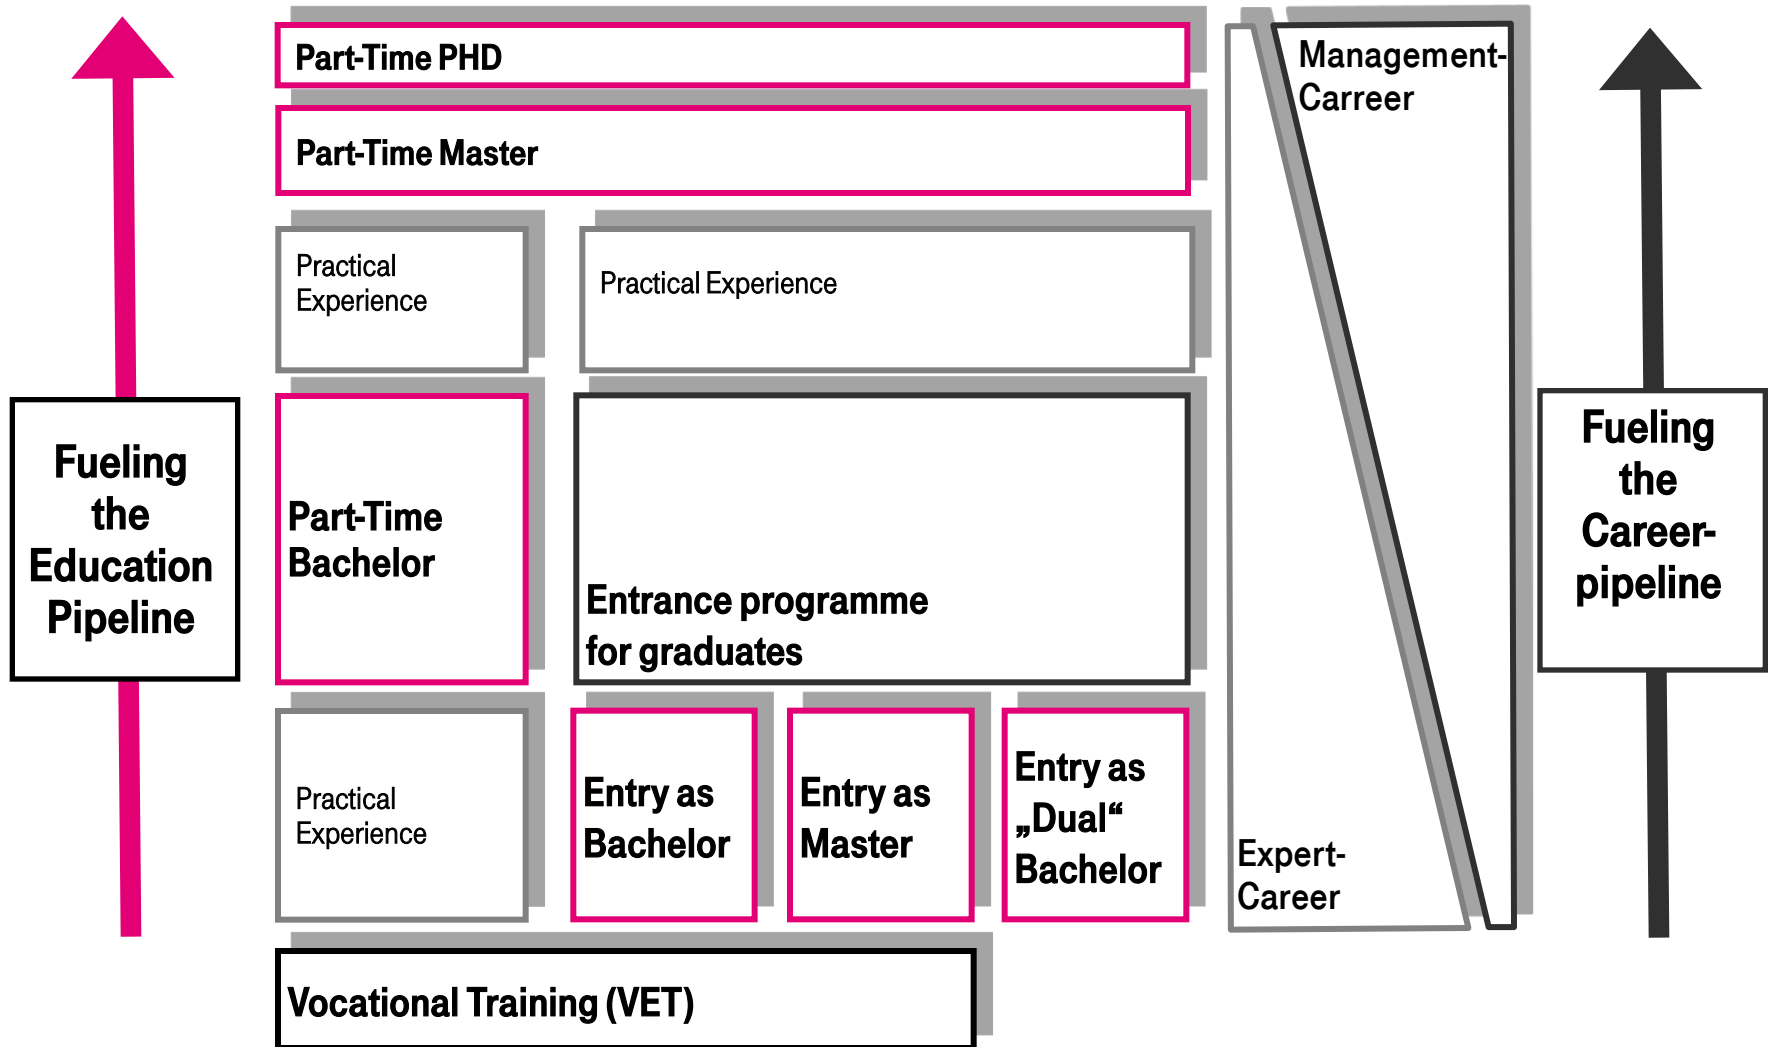 Part-Time PHD
Part-Time Master
Practical
Experience
Practical Experience
Management-
Carreer
Fueling
the
Education
Pipeline
Part-Time
Bachelor
Entrance programme
for graduates
Fueling
the
Career-
pipeline
Practical
Experience
Entry as
Bachelor
Entry as
Master
Entry as
„Dual“
Bachelor
Expert-
Career
Vocational Training (VET)